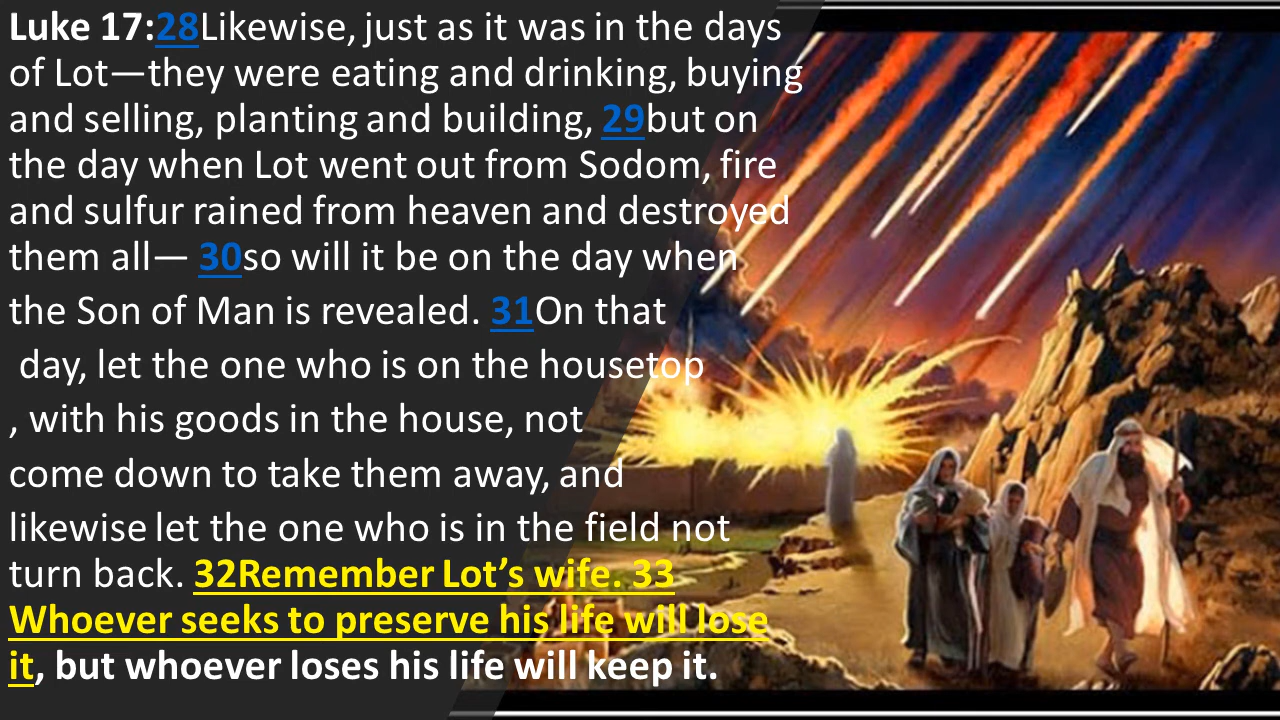 Luke 17:28Likewise, just as it was in the days
of Lot—they were eating and drinking, buying
and selling, planting and building, 29but on
the day when Lot went out from Sodom, fire
and sulfur rained from heaven and destroyed
them all— 30so will it be on the day when
the Son of Man is revealed. 31On that
day, let the one who is on the housetop
, with his goods in the house, not
come down to take them away, and
likewise let the one who is in the field not
turn back. 32Remember Lot’s wife. 33
Whoever seeks to preserve his life will lose
it, but whoever loses his life will keep it.